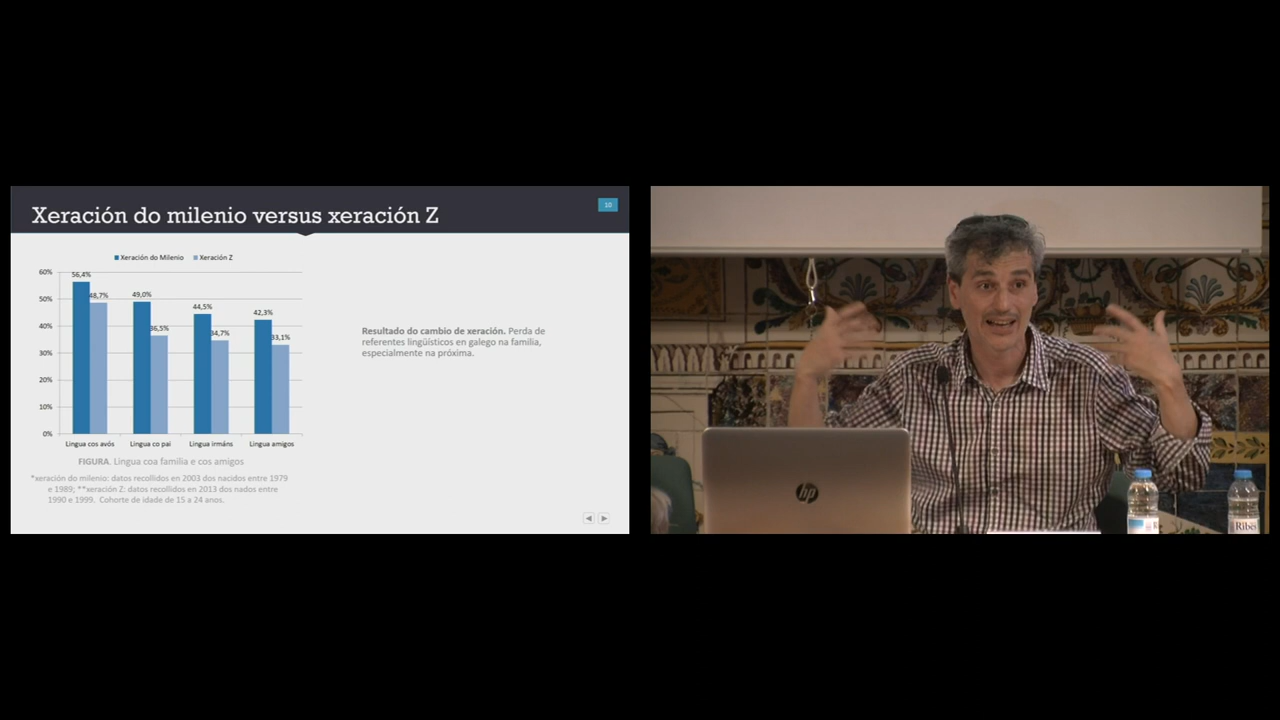 Xeración do milenio versus xeración Z
10
Xeración do Milenio Xeración Z
60%
50%
40%
30%
20%
10%
0%
56,4%
48,7%
49,0%
36,5%
44,5%
34,7%
42,3%
33,1%
Lingua cos avós Lingua co pai Lingua irmáns Lingua amigos
FIGURA. Lingua coa familia e cos amigos
*xeración do milenio: datos recollidos en 2003 dos nacidos entre 1979
e 1989; **xeración Z: datos recollidos en 2013 dos nados entre
1990 e 1999. Cohorte de idade de 15 a 24 anos.
Resultado do cambio de xeración. Perda de
referentes lingüísticos en galego na familia,
especialmente na próxima.
hp
Ribes